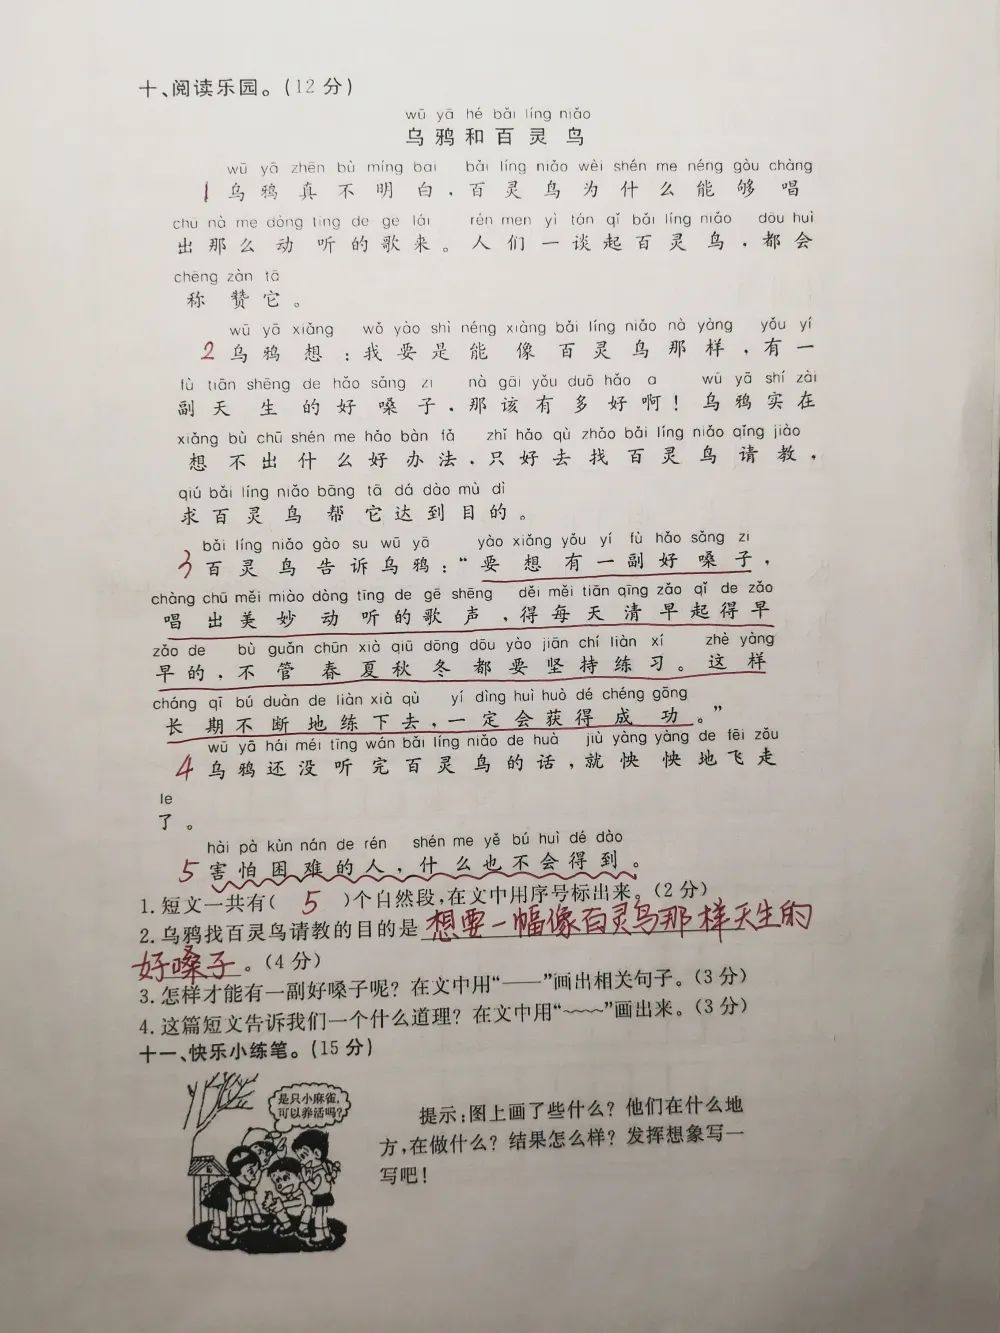 十、阅读乐园。(12分)
wū yā hé bǎi líng niǎo
乌鸦和百灵鸟
wū yā zhēn bù míng bai bǎi líng niǎo wèi shén me néng gòu chàng
1 乌鸦真不明白，百灵鸟为什么能够唱
chū nà me dòng tīng de ge lái rén men yì tán qǐ bǎi líng niǎo dōu huì
出那么动听的歌来。人们一谈起百灵鸟，都会
chēng zàn tā
称赞它。
wū yā xiǎng wǒ yào shì néng xiàng bǎi líng niǎo nà yàng yǒu yí
2 乌鸦想：我要是能像百灵鸟那样，有一
fù tiān shēng de hǎo sǎng zi nà gāi yǒu duō hǎo a wū yā shí zài
副天生的好嗓子，那该有多好啊！乌鸦实在
xiǎng bù chū shén me hǎo bàn fǎ zhǐ hǎo qù zhǎo bǎi líng niǎo qǐng jiào
想不出什么好办法，只好去找百灵鸟请教，
qiú bǎi líng niǎo bāng tā dá dào mù dì
求百灵鸟帮它达到目的。
bǎi líng niǎo gào su wū yā yào xiǎng yǒu yí fù hǎo sǎng zi
3 百灵鸟告诉乌鸦：“要想有一副好嗓子，
chàng chū měi miào dòng tīng de gē shēng děi měi tiān qīng zǎo qǐ de zǎo
唱出美妙动听的歌声，得每天清早起得早
zǎo de bù guǎn chūn xià qiū dōng dōu yào jiān chí liàn xí zhè yàng
早的，不管春夏秋冬都要坚持练习。这样
cháng qī bú duàn de liàn xià qù yí dìng huì huò dé chéng gōng
长期不断地练下去，一定会获得成功。”
wū yā hái méi tīng wán bǎi líng niǎo de huà jiù yàng yàng de fēi zǒu
4 乌鸦还没听完百灵鸟的话，就怏怏地飞走
le
了。
hài pà kùn nán de rén shén me yě bú huì dé dào
5 害怕困难的人，什么也不会得到。
1. 短文一共有( 5 )个自然段，在文中用序号标出来。(2分)
2. 乌鸦找百灵鸟请教的目的是 想要一幅像百灵鸟那样天生的
好嗓子。(4分)
3. 怎样才能有一副好嗓子呢？在文中用“——”画出相关句子。(3分)
4. 这篇短文告诉我们一个什么道理？在文中用“﹏﹏”画出来。(3分)
十一、快乐小练笔。(15分)
是只小麻雀，
可以养活吗？
提示：图上画了些什么？他们在什么地
方，在做什么？结果怎么样？发挥想象写一
写吧！